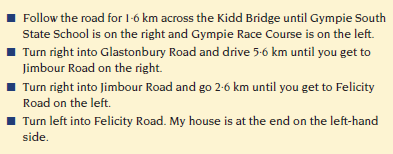 ■ Follow the road for 1·6 km across the Kidd Bridge until Gympie South
State School is on the right and Gympie Race Course is on the left.
■ Turn right into Glastonbury Road and drive 5·6 km until you get to
Jimbour Road on the right.
■ Turn right into Jimbour Road and go 2·6 km until you get to Felicity
Road on the left.
■ Turn left into Felicity Road. My house is at the end on the left-hand
side.